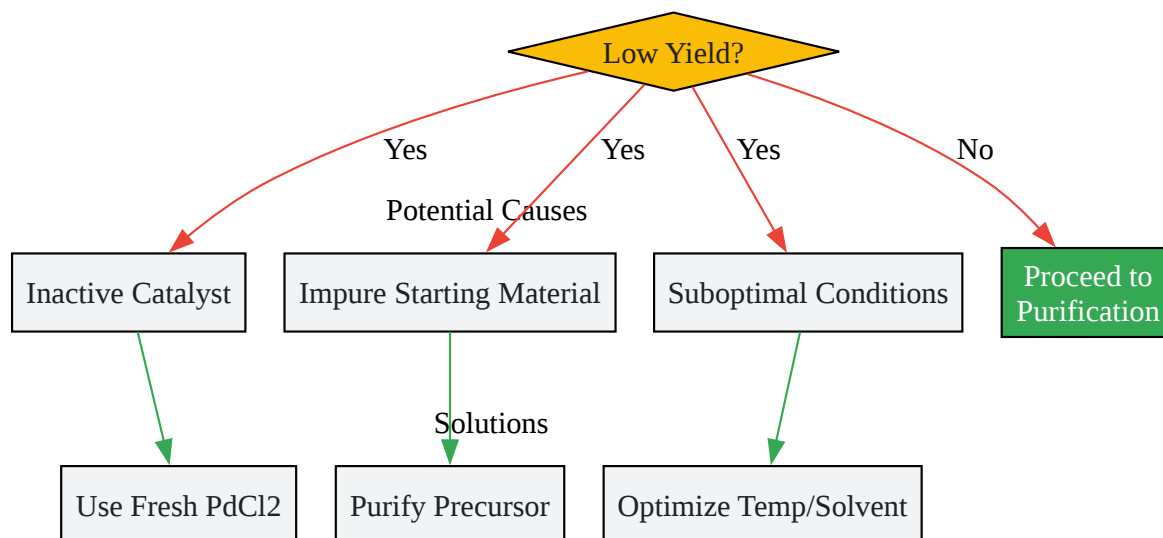 Low Yield?
Yes
Yes
Yes
No
Potential Causes
Inactive Catalyst
Impure Starting Material
Suboptimal Conditions
Proceed to
Purification
Solutions
Use Fresh PdCl2
Purify Precursor
Optimize Temp/Solvent